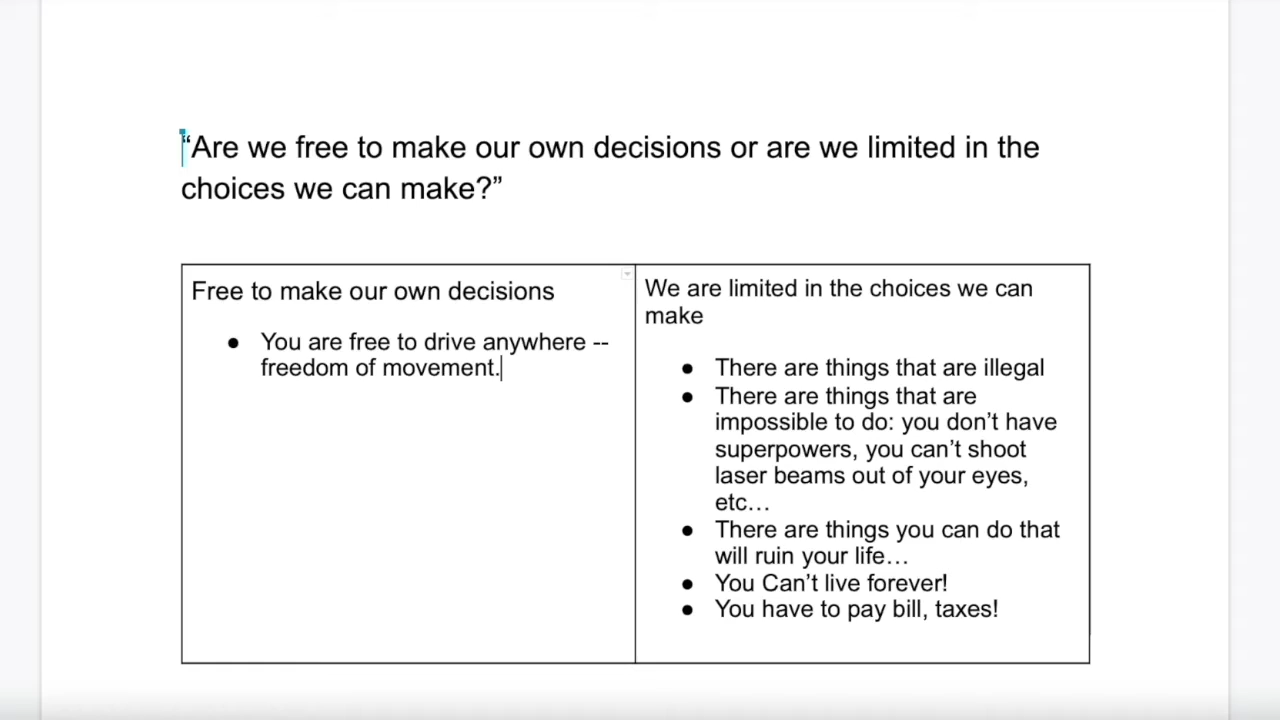 “Are we free to make our own decisions or are we limited in the
choices we can make?”
Free to make our own decisions
● You are free to drive anywhere --
freedom of movement.
We are limited in the choices we can
make
● There are things that are illegal
● There are things that are
impossible to do: you don’t have
superpowers, you can’t shoot
laser beams out of your eyes,
etc…
● There are things you can do that
will ruin your life…
● You Can’t live forever!
● You have to pay bill, taxes!